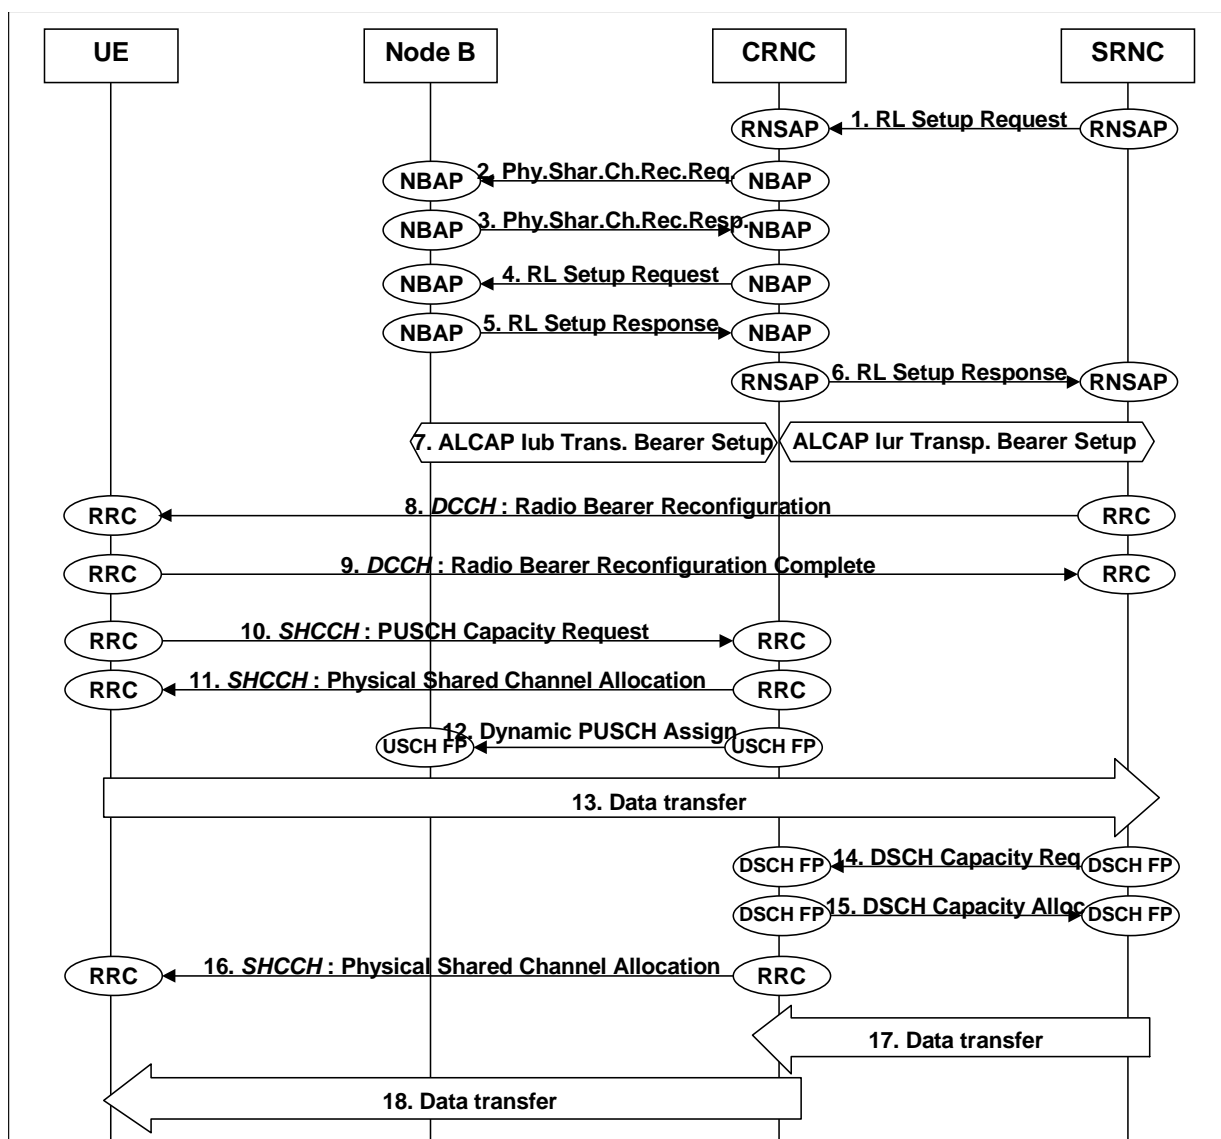 UE Node B CRNC SRNC
RNSAP 1. RL Setup Request RNSAP
NBAP 2. Phy.Shar.Ch.Rec.Req. NBAP
NBAP 3. Phy.Shar.Ch.Rec.Resp. NBAP
NBAP 4. RL Setup Request NBAP
NBAP 5. RL Setup Response NBAP
RNSAP 6. RL Setup Response RNSAP
7. ALCAP Iub Trans. Bearer Setup ALCAP Iur Transp. Bearer Setup
RRC 8. DCCH : Radio Bearer Reconfiguration RRC
RRC 9. DCCH : Radio Bearer Reconfiguration Complete RRC
RRC 10. SHCCH : PUSCH Capacity Request RRC
RRC 11. SHCCH : Physical Shared Channel Allocation RRC
USCH FP 12. Dynamic PUSCH Assign USCH FP
13. Data transfer
DSCH FP 14. DSCH Capacity Req DSCH FP
DSCH FP 15. DSCH Capacity Alloc DSCH FP
RRC 16. SHCCH : Physical Shared Channel Allocation RRC
17. Data transfer
18. Data transfer